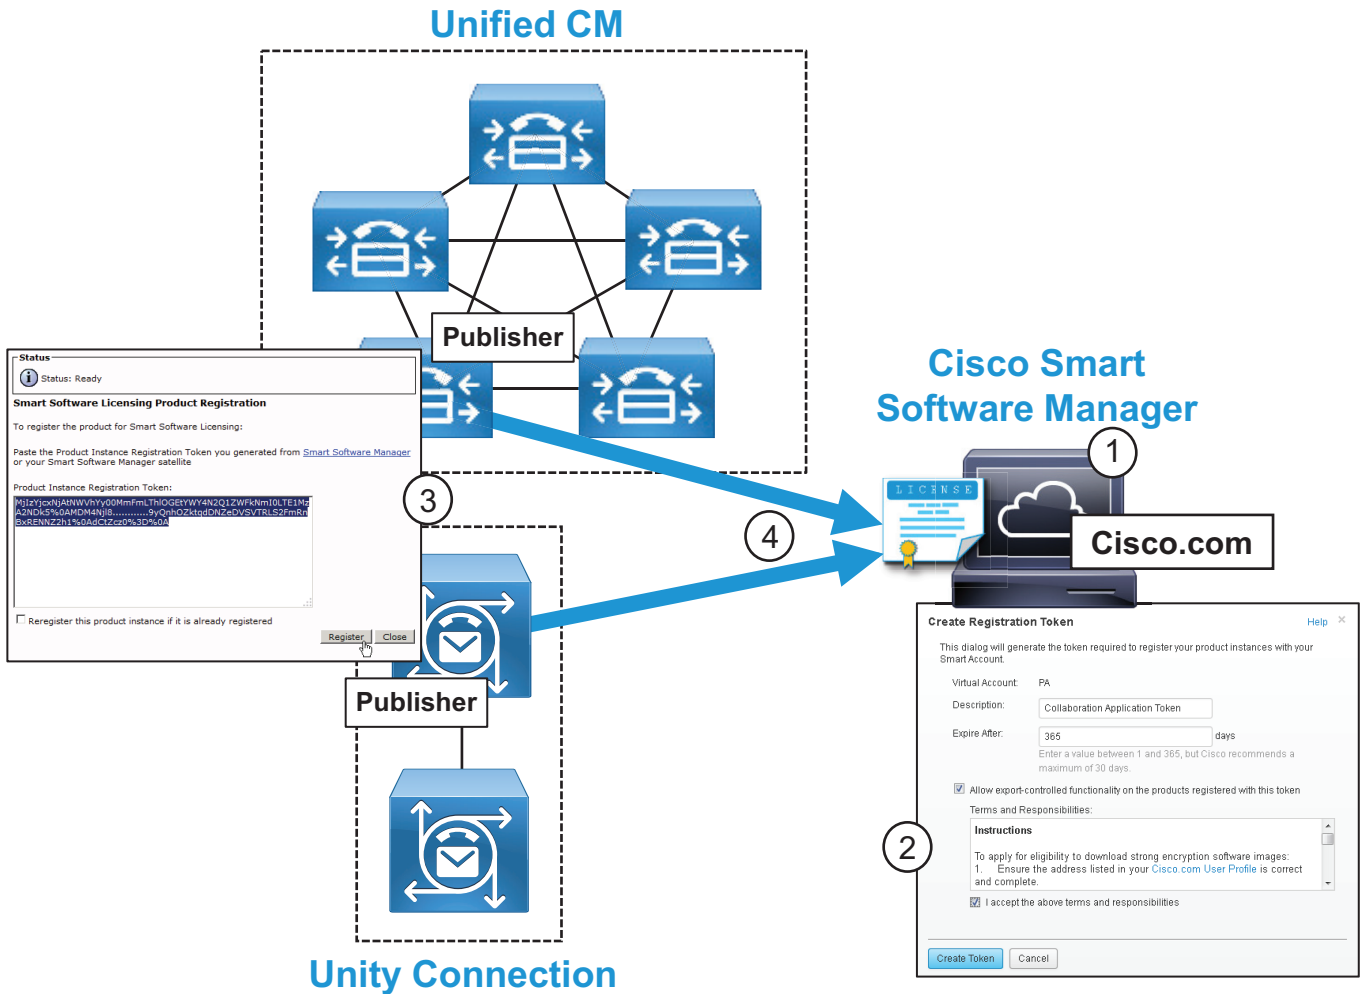 Unified CM
Publisher
Status
Status: Ready
Smart Software Licensing Product Registration
To register the product for Smart Software Licensing:
Paste the Product Instance Registration Token you generated from Smart Software Manager
or your Smart Software Manager satellite
Product Instance Registration Token:
3
Reregister this product instance if it is already registered
Register
Close
Cisco Smart
Software Manager
1
LICENSE
Cisco.com
4
Publisher
Unity Connection
Create Registration Token
Help
×
This dialog will generate the token required to register your product instances with your
Smart Account.
Virtual Account:
PA
Description:
Collaboration Application Token
Expire After:
365
days
Enter a value between 1 and 365, but Cisco recommends a
maximum of 30 days.
Allow export-controlled functionality on the products registered with this token
Terms and Responsibilities:
2
Instructions
To apply for eligibility to download strong encryption software images:
1. Ensure the address listed in your Cisco.com User Profile is correct
and complete.
I accept the above terms and responsibilities
Create Token
Cancel